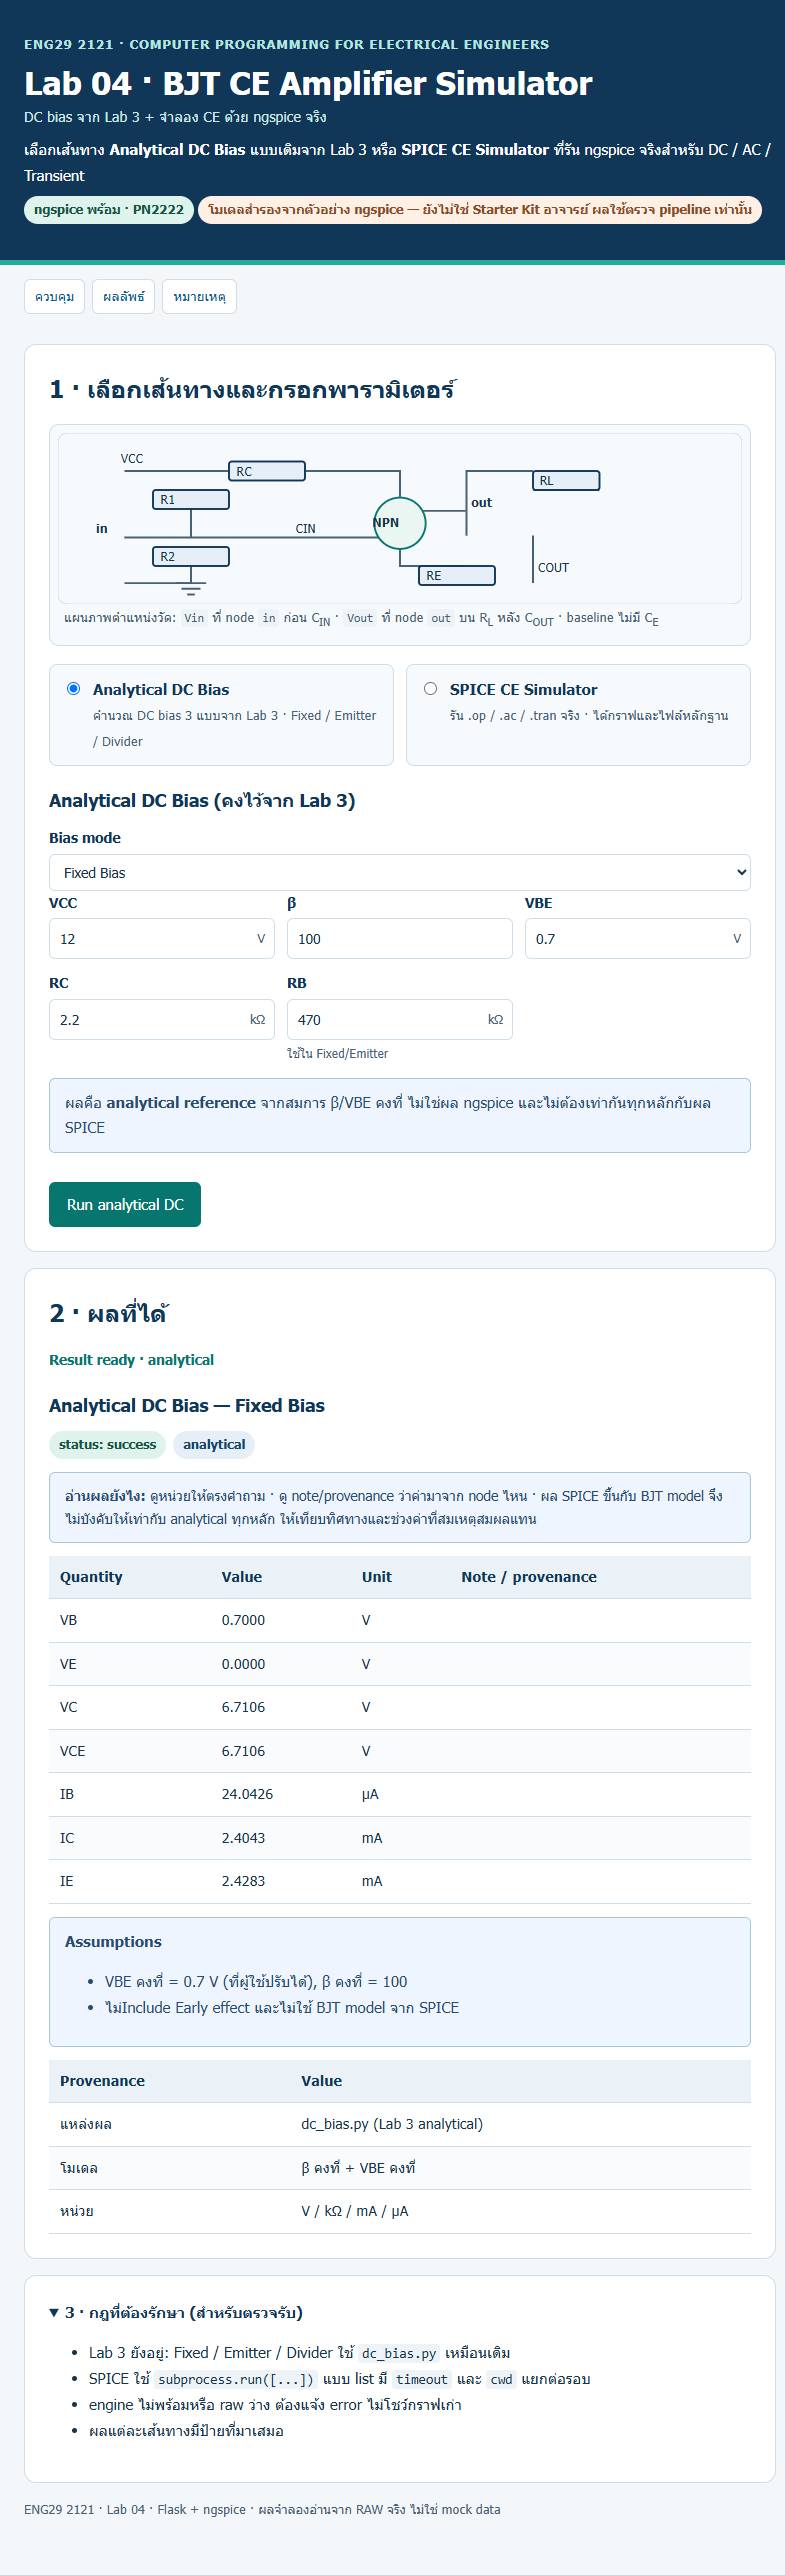 ENG29 2121 · COMPUTER PROGRAMMING FOR ELECTRICAL ENGINEERS
Lab 04 · BJT CE Amplifier Simulator
DC bias จาก Lab 3 + จำลอง CE ด้วย ngspice จริง
เลือกเส้นทาง Analytical DC Bias แบบเดิมจาก Lab 3 หรือ SPICE CE Simulator ที่รัน ngspice จริงสำหรับ DC / AC /
Transient
ngspice พร้อม · PN2222
โมเดลสำรองจากตัวอย่าง ngspice — ยังไม่ใช่ Starter Kit อาจารย์ ผลใช้ตรวจ pipeline เท่านั้น
ควบคุม
ผลลัพธ์
หมายเหตุ
1 · เลือกเส้นทางและกรอกพารามิเตอร์
VCC
RC
RL
R1
out
NPN
in
CIN
R2
COUT
RE
แผนภาพตำแหน่งวัด: Vin ที่ node in ก่อน CIN · Vout ที่ node out บน RL หลัง COUT · baseline ไม่มี CE
Analytical DC Bias
คำนวณ DC bias 3 แบบจาก Lab 3 · Fixed / Emitter
/ Divider
SPICE CE Simulator
รัน .op / .ac / .tran จริง · ได้กราฟและไฟล์หลักฐาน
Analytical DC Bias (คงไว้จาก Lab 3)
Bias mode
Fixed Bias
VCC
β
VBE
12 V
100
0.7 V
RC
RB
2.2 kΩ
470 kΩ
ใช้ใน Fixed/Emitter
ผลคือ analytical reference จากสมการ β/VBE คงที่ ไม่ใช่ผล ngspice และไม่ต้องเท่ากันทุกหลักกับผล
SPICE
Run analytical DC
2 · ผลที่ได้
Result ready · analytical
Analytical DC Bias — Fixed Bias
status: success
analytical
อ่านผลยังไง: ดูหน่วยให้ตรงคำถาม · ดู note/provenance ว่าค่ามาจาก node ไหน · ผล SPICE ขึ้นกับ BJT model จึง
ไม่บังคับให้เท่ากับ analytical ทุกหลัก ให้เทียบทิศทางและช่วงค่าที่สมเหตุสมผลแทน
Quantity Value Unit Note / provenance
VB 0.7000 V
VE 0.0000 V
VC 6.7106 V
VCE 6.7106 V
IB 24.0426 µA
IC 2.4043 mA
IE 2.4283 mA
Assumptions
• VBE คงที่ = 0.7 V (ที่ผู้ใช้ปรับได้), β คงที่ = 100
• ไม่Include Early effect และไม่ใช้ BJT model จาก SPICE
Provenance Value
แหล่งผล dc_bias.py (Lab 3 analytical)
โมเดล β คงที่ + VBE คงที่
หน่วย V / kΩ / mA / µA
▼ 3 · กฎที่ต้องรักษา (สำหรับตรวจรับ)
• Lab 3 ยังอยู่: Fixed / Emitter / Divider ใช้ dc_bias.py เหมือนเดิม
• SPICE ใช้ subprocess.run([...]) แบบ list มี timeout และ cwd แยกต่อรอบ
• engine ไม่พร้อมหรือ raw ว่าง ต้องแจ้ง error ไม่โชว์กราฟเก่า
• ผลแต่ละเส้นทางมีป้ายที่มาเสมอ
ENG29 2121 · Lab 04 · Flask + ngspice · ผลจำลองอ่านจาก RAW จริง ไม่ใช่ mock data